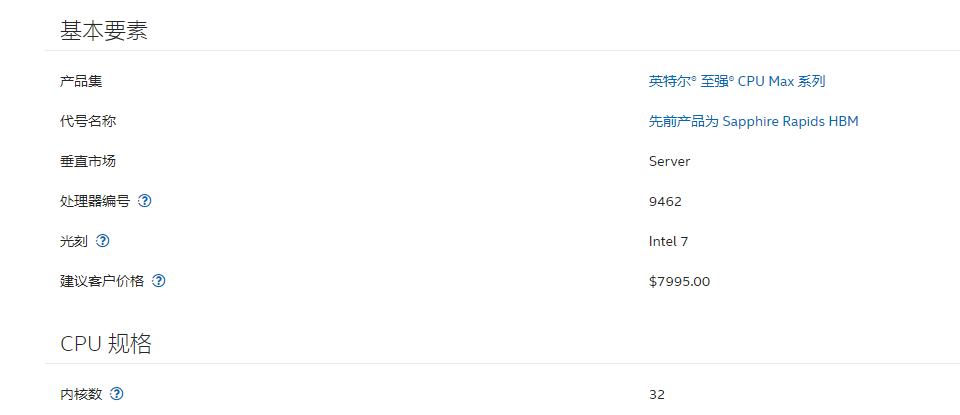 基本要素
产品集 英特尔® 至强® CPU Max 系列
代号名称 先前产品为 Sapphire Rapids HBM
垂直市场 Server
处理器编号 9462
光刻 Intel 7
建议客户价格 $7995.00
CPU 规格
内核数 32